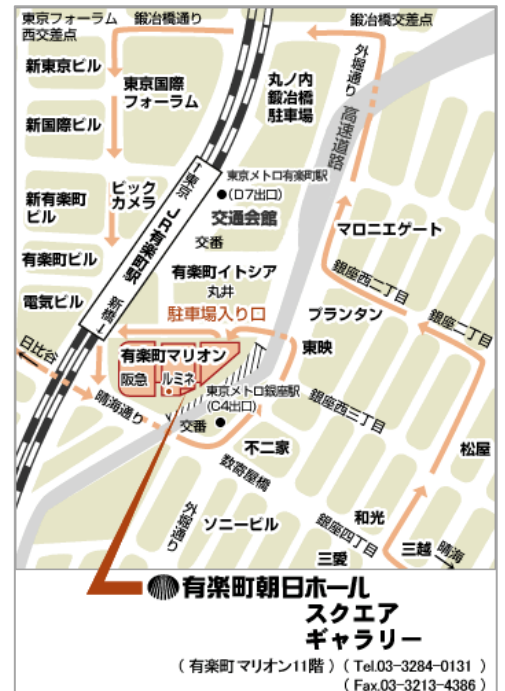 東京フォーラム
西交差点
鍛冶橋通り
鍛冶橋交差点
新東京ビル
東京国際
フォーラム
丸ノ内
鍛冶橋
駐車場
外堀通り
高速道路
新国際ビル
↑東京
JR有楽町駅
新橋↓
東京メトロ有楽町駅
●(D7出口)
新有楽町
ビル
ビック
カメラ
交通会館
マロニエゲート
交番
有楽町ビル
有楽町イトシア
丸井
銀座西二丁目
銀座二丁目
電気ビル
駐車場入り口
プランタン
日比谷
有楽町マリオン
阪急
ルミネ
東映
東京メトロ銀座駅
(C4出口)
晴海通り
交番
銀座西三丁目
不二家
松屋
数寄屋橋
外堀通り
ソニービル
和光
銀座四丁目
三愛
三越
晴海
有楽町朝日ホール
スクエア
ギャラリー
( 有楽町マリオン11階 ) ( Tel.03-3284-0131 )
( Fax.03-3213-4386 )